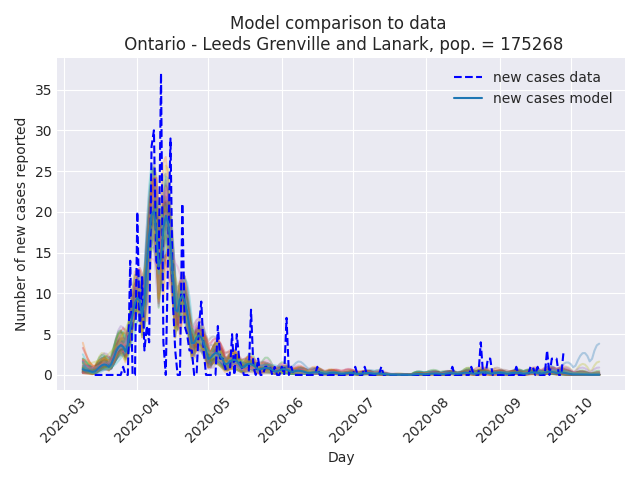 Model comparison to data
Ontario - Leeds Grenville and Lanark, pop. = 175268
new cases data
new cases model
Number of new cases reported
35
30
25
20
15
10
5
0
2020-03
2020-04
2020-05
2020-06
2020-07
2020-08
2020-09
2020-10
Day